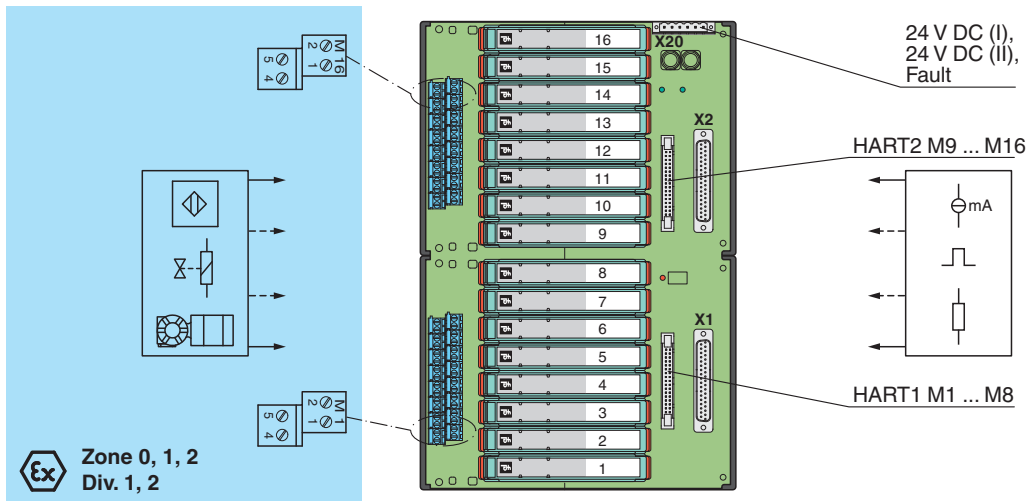 M 16
2 1
5 4
16
15
14
13
12
11
10
9
8
7
6
5
4
3
2
1
X20
X2
X1
24 V DC (I),
24 V DC (II),
Fault
HART2 M9 ... M16
mA
HART1 M1 ... M8
M 1
2 1
5 4
Ex
Zone 0, 1, 2
Div. 1, 2